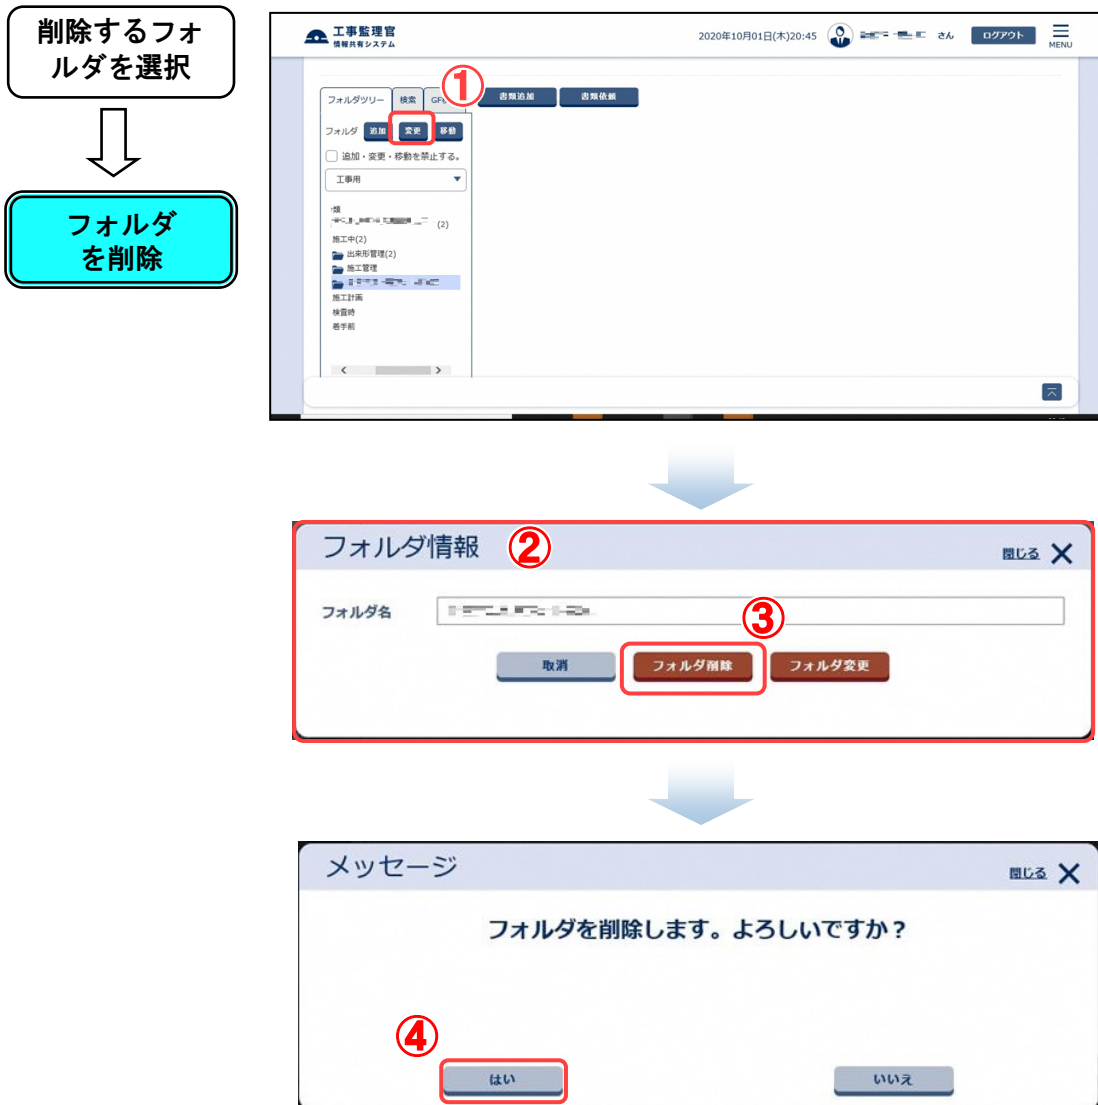 削除するフォ
ルダを選択
フォルダ
を削除
工事監理官
情報共有システム
2020年10月01日(木)20:45
さん
ログアウト
MENU
①
フォルダツリー
検索
書類追加
書類依頼
フォルダ
追加
変更
移動
追加・変更・移動を禁止する。
工事用
類
(2)
施工中(2)
出来形管理(2)
施工管理
施工計画
検査時
着手前
フォルダ情報
②
閉じる
フォルダ名
③
取消
フォルダ削除
フォルダ変更
メッセージ
閉じる
フォルダを削除します。よろしいですか？
④
はい
いいえ